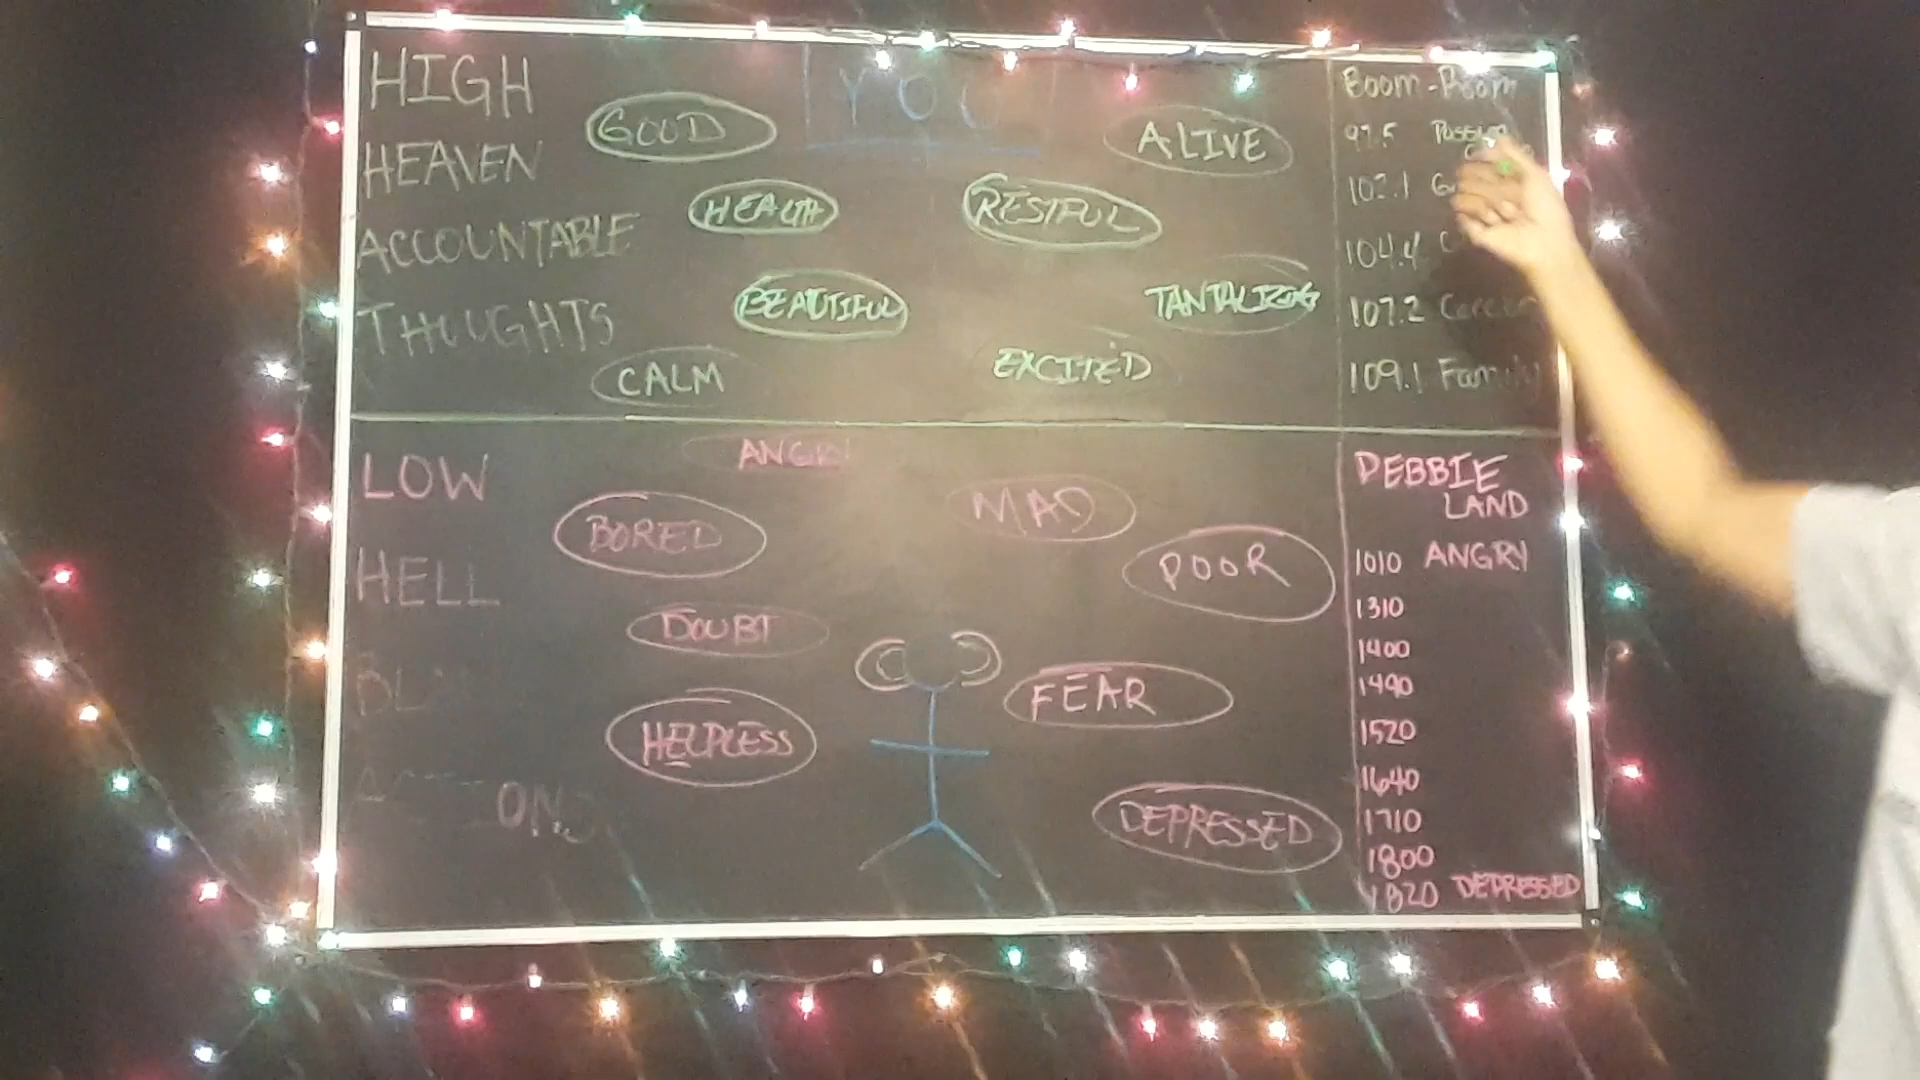 HIGH
HEAVEN
ACCOUNTABLE
THOUGHTS
YOU
GOOD
ALIVE
HEALTH
RESTFUL
BEAUTIFUL
TANTALIZING
CALM
EXCITED
Boom-Boom
97.5
102.1
104.4
107.2 Career
109.1 Family
LOW
HELL
ANGRY
MAD
BORED
POOR
DOUBT
FEAR
HELPLESS
DEPRESSED
DEBBIE
LAND
1010 ANGRY
1310
1400
1490
1520
1640
1710
1800
1820 DEPRESSED